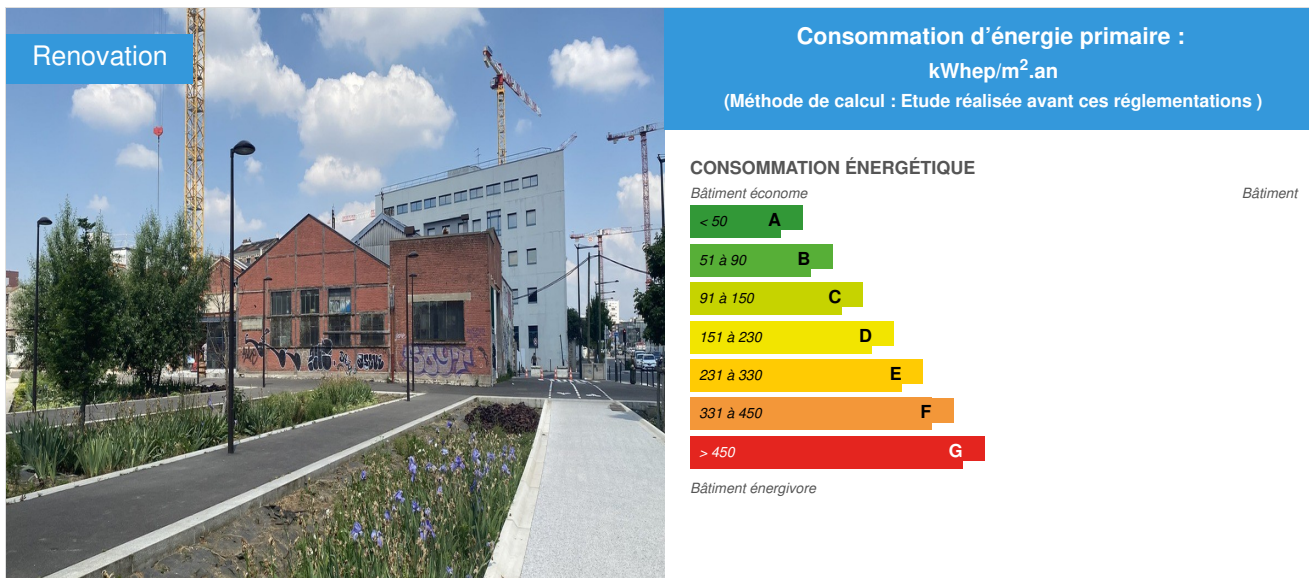 Renovation
Consommation d'énergie primaire :
kWhep/m².an
(Méthode de calcul : Etude réalisée avant ces réglementations )
CONSOMMATION ÉNERGÉTIQUE
Bâtiment économe
Bâtiment
< 50 A
51 à 90 B
91 à 150 C
151 à 230 D
231 à 330 E
331 à 450 F
> 450 G
Bâtiment énergivore